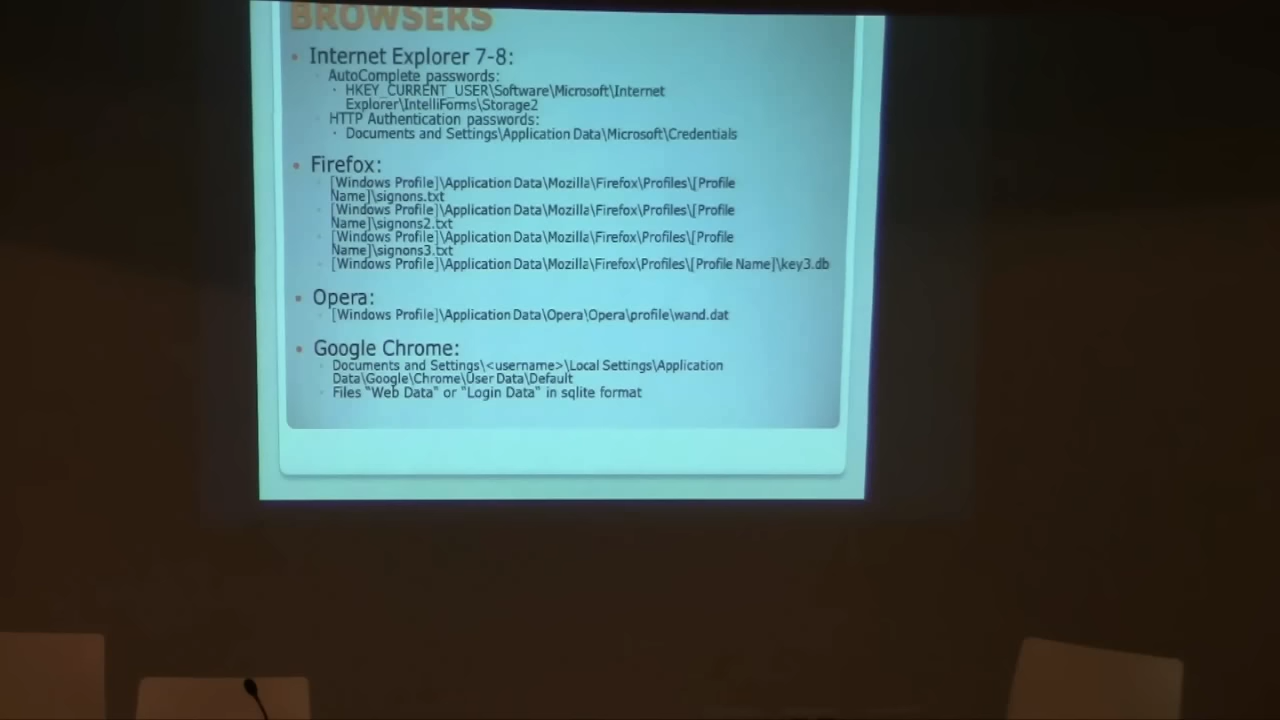 BROWSERS
• Internet Explorer 7-8:
AutoComplete passwords:
• HKEY_CURRENT_USER\Software\Microsoft\Internet
Explorer\IntelliForms\Storage2
HTTP Authentication passwords:
• Documents and Settings\Application Data\Microsoft\Credentials
• Firefox:
[Windows Profile]\Application Data\Mozilla\Firefox\Profiles\[Profile
Name]\signons.txt
[Windows Profile]\Application Data\Mozilla\Firefox\Profiles\[Profile
Name]\signons2.txt
[Windows Profile]\Application Data\Mozilla\Firefox\Profiles\[Profile
Name]\signons3.txt
[Windows Profile]\Application Data\Mozilla\Firefox\Profiles\[Profile Name]\key3.db
• Opera:
[Windows Profile]\Application Data\Opera\Opera\profile\wand.dat
• Google Chrome:
Documents and Settings\<username>\Local Settings\Application
Data\Google\Chrome\User Data\Default
Files "Web Data" or "Login Data" in sqlite format